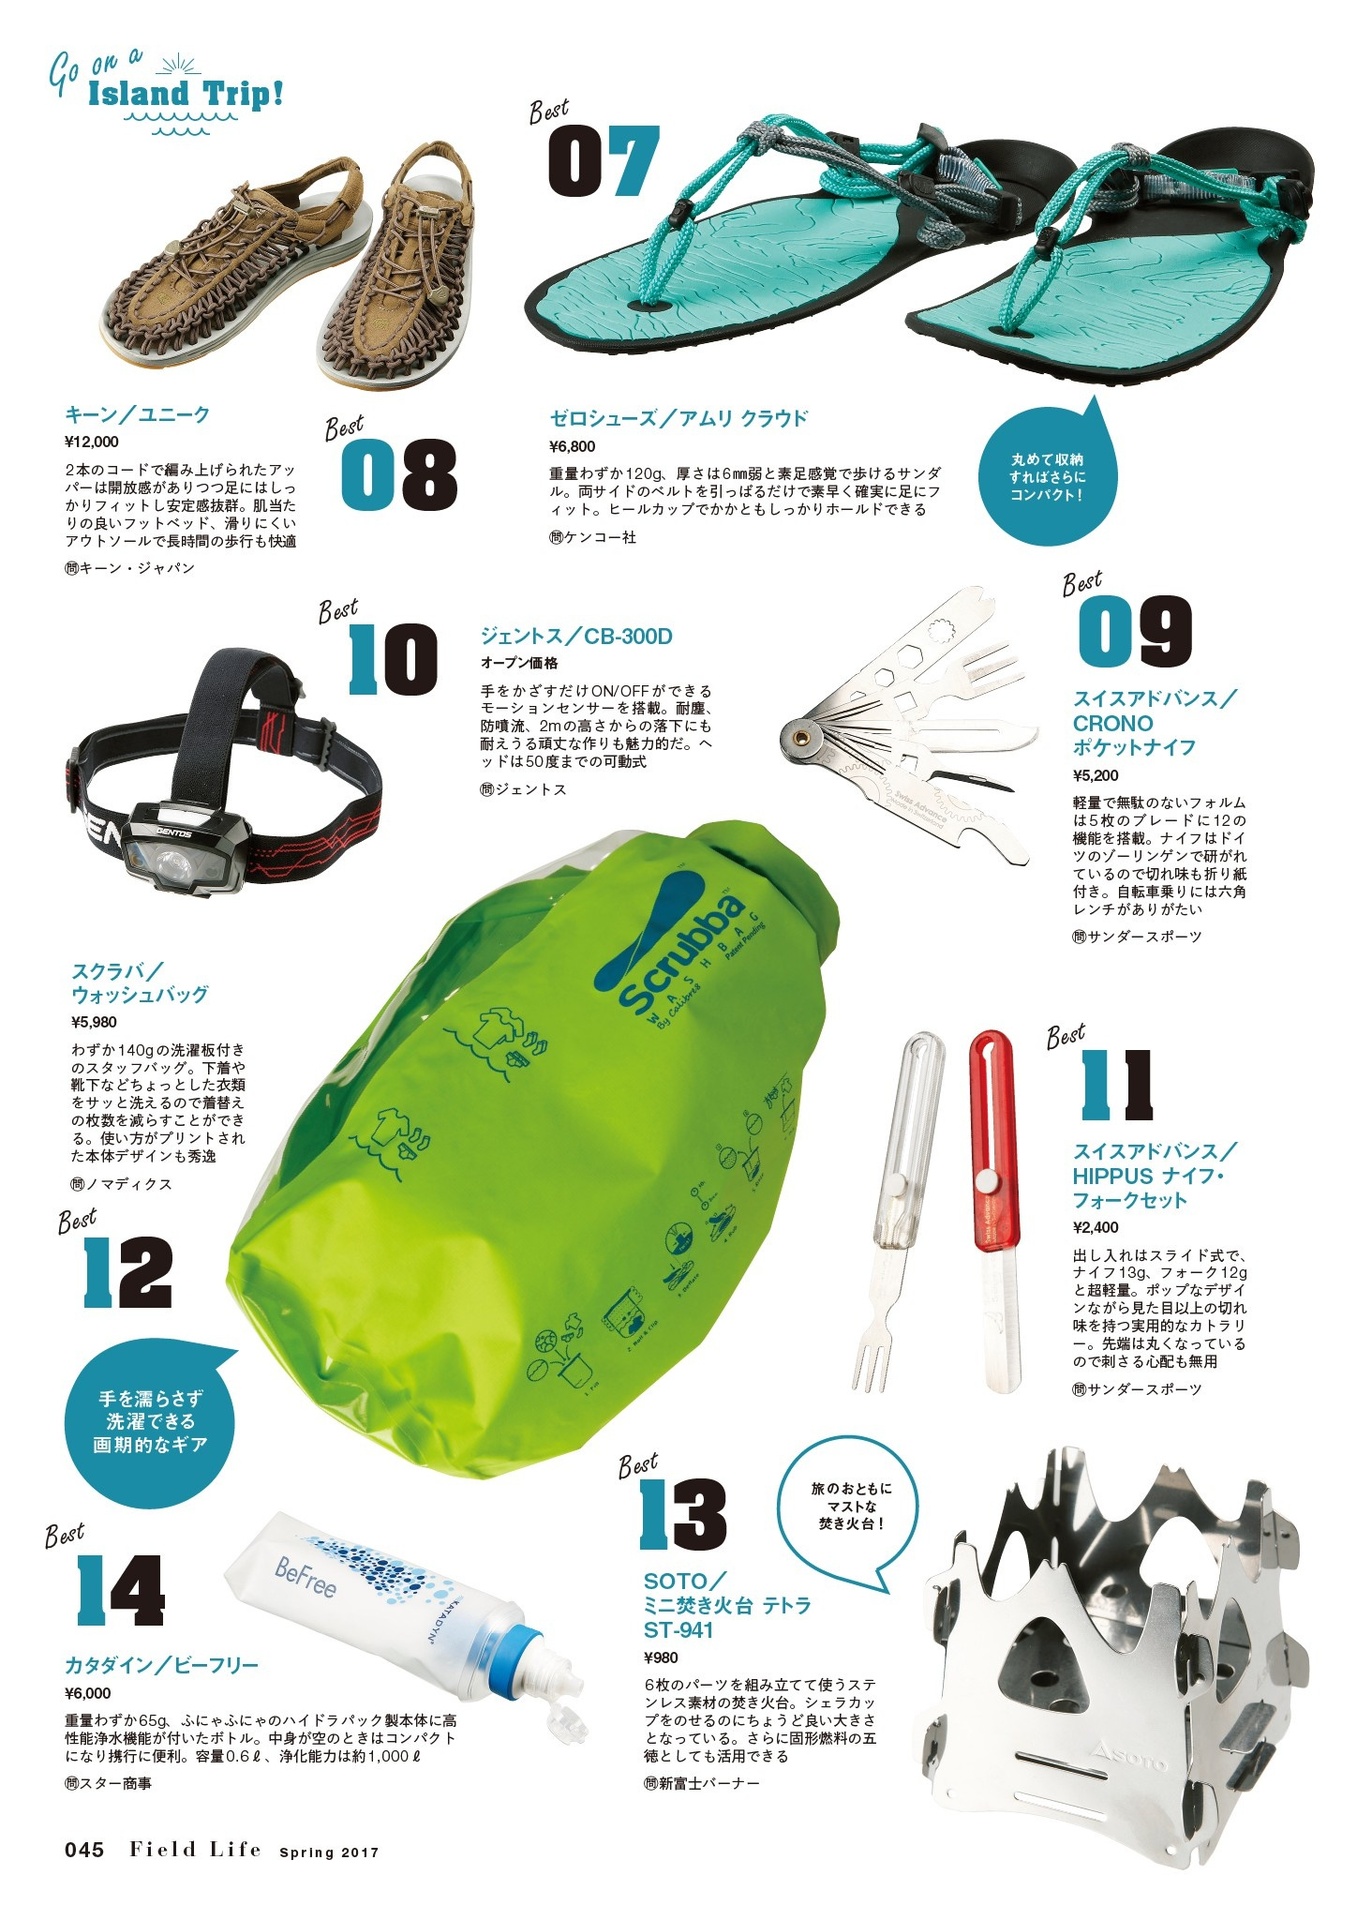 Go on a
Island Trip!
Best
07
ゼロシューズ／アムリ クラウド
¥6,800
重量わずか120g、厚さは6㎜弱と素足感覚で歩けるサンダ
ル。両サイドのベルトを引っぱるだけで素早く確実に足にフ
ィット。ヒールカップでかかともしっかりホールドできる
㉄ケンコー社
丸めて収納
すればさらに
コンパクト！
キーン／ユニーク
¥12,000
2本のコードで編み上げられたアッ
パーは開放感がありつつ足にはしっ
かりフィットし安定感抜群。肌当た
りの良いフットベッド、滑りにくい
アウトソールで長時間の歩行も快適
㉄キーン・ジャパン
Best
08
Best
09
スイスアドバンス／
CRONO
ポケットナイフ
¥5,200
軽量で無駄のないフォルム
は5枚のブレードに12の
機能を搭載。ナイフはドイ
ツのゾーリンゲンで研がれ
ているので切れ味も折り紙
付き。自転車乗りには六角
レンチがありがたい
㉄サンダースポーツ
Swiss Advance
Made in Switzerland
Best
10
ジェントス／CB-300D
オープン価格
手をかざすだけON/OFFができる
モーションセンサーを搭載。耐塵、
防噴流、2mの高さからの落下にも
耐えうる頑丈な作りも魅力的だ。ヘ
ッドは50度までの可動式
㉄ジェントス
GENTOS
Best
11
スイスアドバンス／
HIPPUS ナイフ・
フォークセット
¥2,400
出し入れはスライド式で、
ナイフ13g、フォーク12g
と超軽量。ポップなデザイ
ンながら見た目以上の切れ
味を持つ実用的なカトラリ
ー。先端は丸くなっている
ので刺さる心配も無用
㉄サンダースポーツ
Swiss Advance
スクラバ／
ウォッシュバッグ
¥5,980
わずか140gの洗濯板付き
のスタッフバッグ。下着や
靴下などちょっとした衣類
をサッと洗えるので着替え
の枚数を減らすことができ
る。使い方がプリントされ
た本体デザインも秀逸
㉄ノマディクス
Best
12
手を濡らさず
洗濯できる
画期的なギア
Scrubba™
WASHBAG
By Calibre8
Patent Pending
Best
13
SOTO／
ミニ焚き火台 テトラ
ST-941
¥980
6枚のパーツを組み立てて使うステ
ンレス素材の焚き火台。シェラカッ
プをのせるのにちょうど良い大きさ
となっている。さらに固形燃料の五
徳としても活用できる
㉄新富士バーナー
旅のおともに
マストな
焚き火台！
SOTO
Best
14
カタダイン／ビーフリー
¥6,000
重量わずか65g、ふにゃふにゃのハイドラパック製本体に高
性能浄水機能が付いたボトル。中身が空のときはコンパクト
になり携行に便利。容量0.6ℓ、浄化能力は約1,000ℓ
㉄スター商事
BeFree
KATADYN
045 Field Life Spring 2017